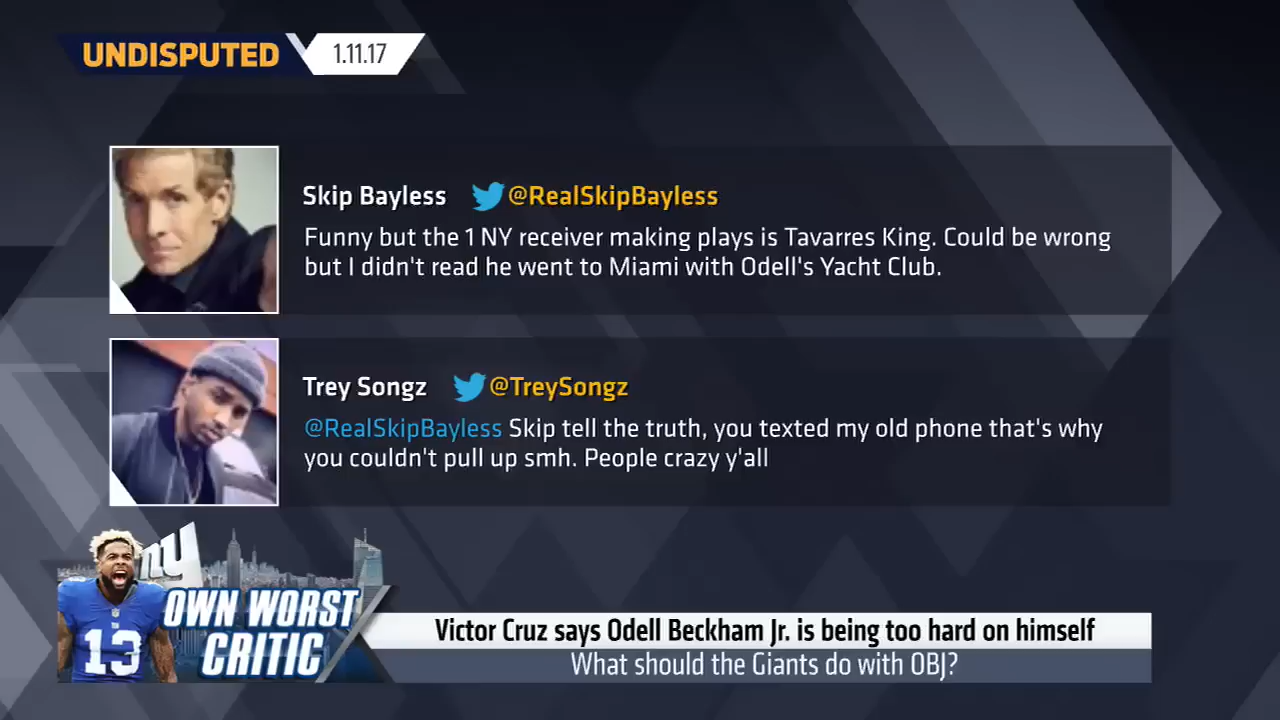 UNDISPUTED 1.11.17
Skip Bayless @RealSkipBayless
Funny but the 1 NY receiver making plays is Tavarres King. Could be wrong
but I didn't read he went to Miami with Odell's Yacht Club.
Trey Songz @TreySongz
@RealSkipBayless Skip tell the truth, you texted my old phone that's why
you couldn't pull up smh. People crazy y'all
ny
OWN WORST
CRITIC
13
Victor Cruz says Odell Beckham Jr. is being too hard on himself
What should the Giants do with OBJ?